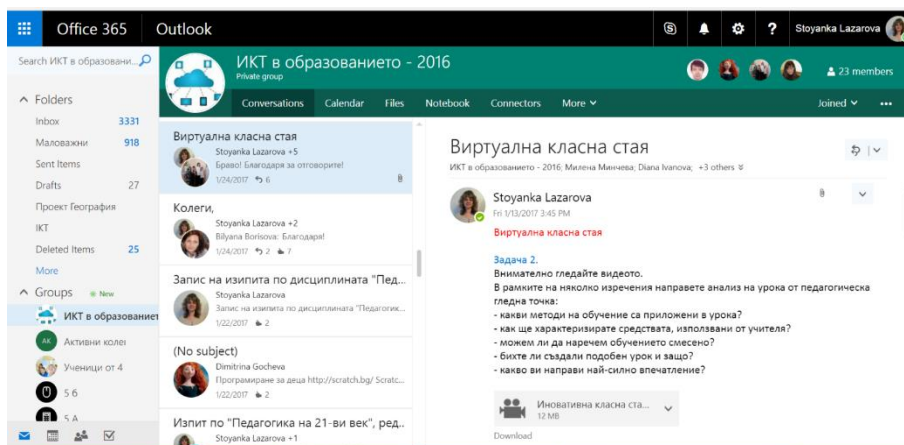 Office 365
Outlook
Stoyanka Lazarova
Search ИКТ в образовани...
Folders
Inbox 3331
Маловажни 918
Sent Items
Drafts 27
Проект География
ІКТ
Deleted Items 25
More
Groups New
ИКТ в образованиет
AK Активни колег
Ученици от 4
5 б
5 А
ИКТ в образованието - 2016
Private group
23 members
Conversations Calendar Files Notebook Connectors More
Joined
Виртуална класна стая
Stoyanka Lazarova +5
Браво! Благодаря за отговорите!
1/24/2017 6
Колеги,
Stoyanka Lazarova +2
Bilyana Borisova: Благодаря!
1/24/2017 2 7
Запис на изпита по дисциплината "Пед...
Stoyanka Lazarova
Запис на изпита по дисциплината "Педагогик...
1/22/2017 2
(No subject)
Dimitrina Gocheva
Програмиране за деца http://scratch.bg/ Scratc...
1/22/2017 2
Изпит по "Педагогика на 21-ви век", ред...
Stoyanka Lazarova +1
Виртуална класна стая
ИКТ в образованието - 2016; Милена Минчева; Diana Ivanova; +3 others
Stoyanka Lazarova
Fri 1/13/2017 3:45 PM
Виртуална класна стая
Задача 2.
Внимателно гледайте видеото.
В рамките на няколко изречения направете анализ на урока от педагогическа
гледна точка:
- какви методи на обучение са приложени в урока?
- как ще характеризирате средствата, използвани от учителя?
- можем ли да наречем обучението смесено?
- бихте ли създали подобен урок и защо?
- какво ви направи най-силно впечатление?
Иновативна класна ста...
12 MB
Download